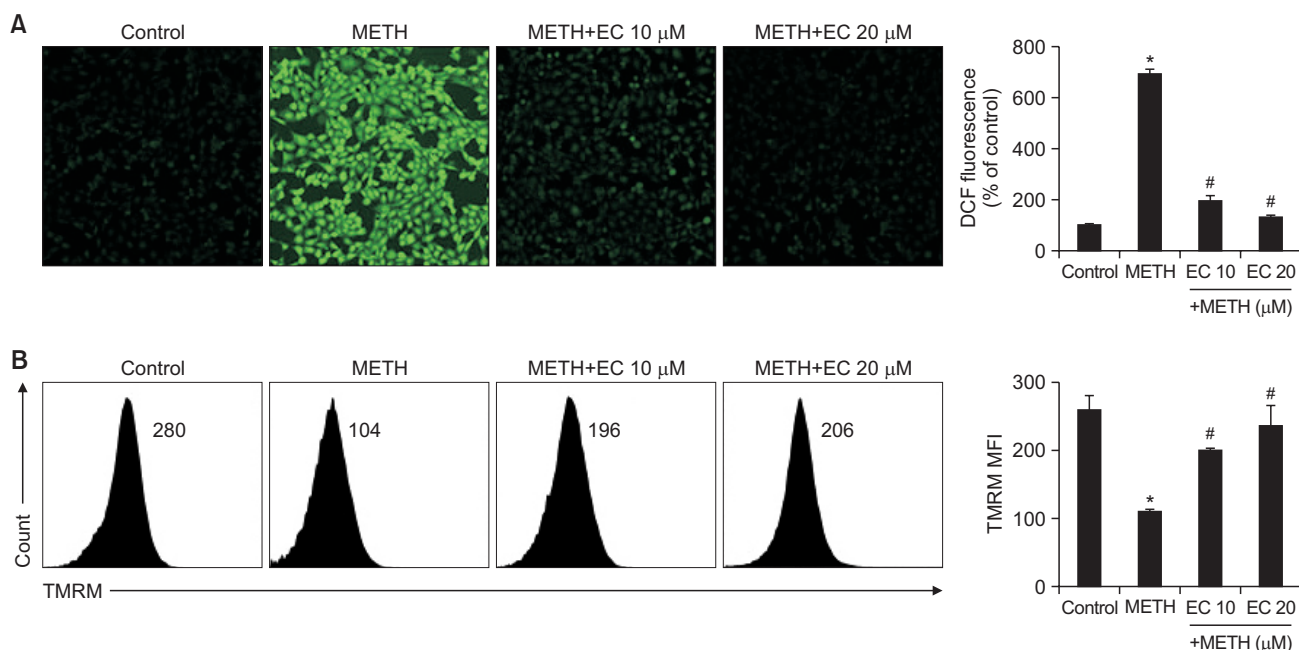 A
Control
METH
METH+EC 10 μM
METH+EC 20 μM
DCF fluorescence
(% of control)
800
600
400
200
0
*
#
#
Control
METH
EC 10
EC 20
+METH (μM)
B
Control
METH
METH+EC 10 μM
METH+EC 20 μM
Count
280
104
196
206
TMRM
TMRM MFI
300
200
100
0
*
#
#
Control
METH
EC 10
EC 20
+METH (μM)